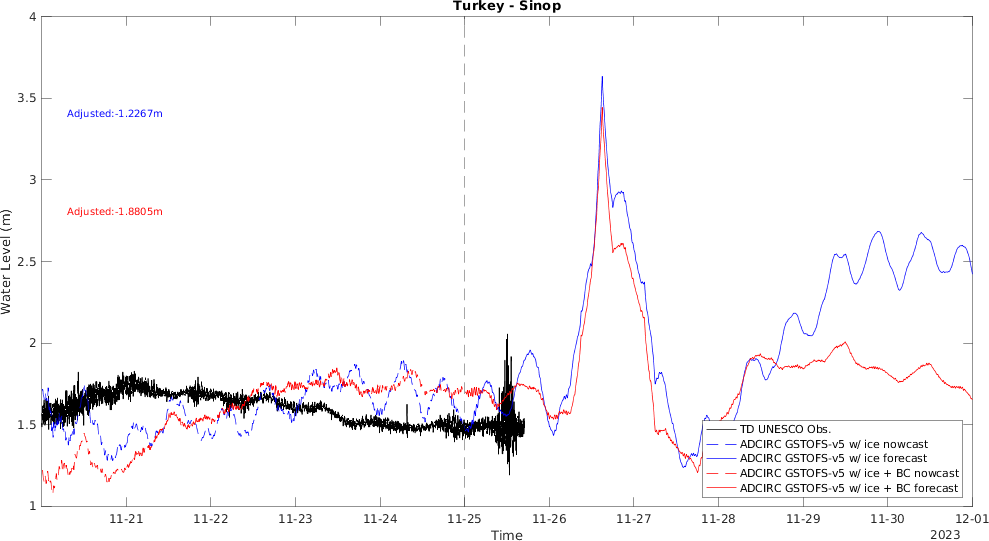 Turkey - Sinop
4
3.5
3
2.5
2
1.5
1
Water Level (m)
Adjusted:-1.2267m
Adjusted:-1.8805m
TD UNESCO Obs.
ADCIRC GSTOFS-v5 w/ ice nowcast
ADCIRC GSTOFS-v5 w/ ice forecast
ADCIRC GSTOFS-v5 w/ ice + BC nowcast
ADCIRC GSTOFS-v5 w/ ice + BC forecast
11-21 11-22 11-23 11-24 11-25 11-26 11-27 11-28 11-29 11-30 12-01
Time
2023